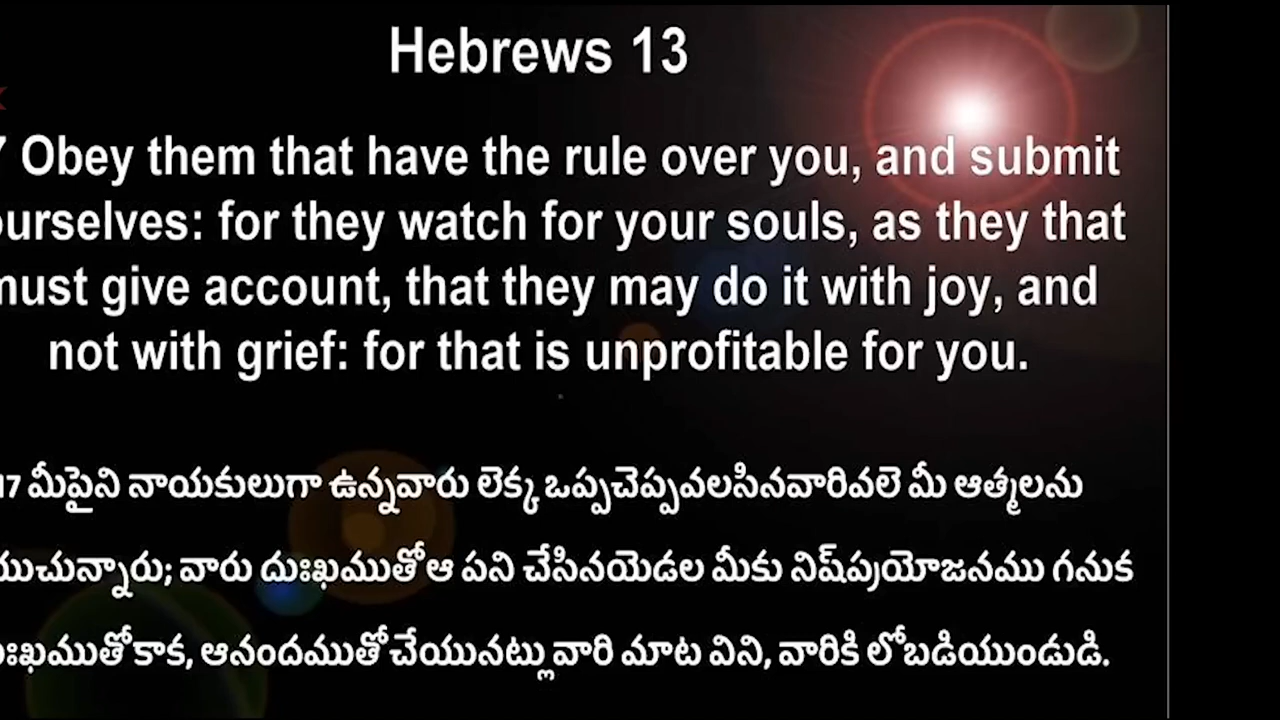 Hebrews 13
Obey them that have the rule over you, and submit
ourselves: for they watch for your souls, as they that
must give account, that they may do it with joy, and
not with grief: for that is unprofitable for you.
17 మీపైని నాయకులుగా ఉన్నవారు లెక్క ఒప్పచెప్పవలసినవారివలె మీ ఆత్మలను
యుచున్నారు; వారు దుఃఖముతో ఆ పని చేసినయెడల మీకు నిష్‌ప్రయోజనము గనుక
ఃఖముతోకాక, ఆనందముతో చేయునట్లు వారి మాట విని, వారికి లోబడియుండుడి.